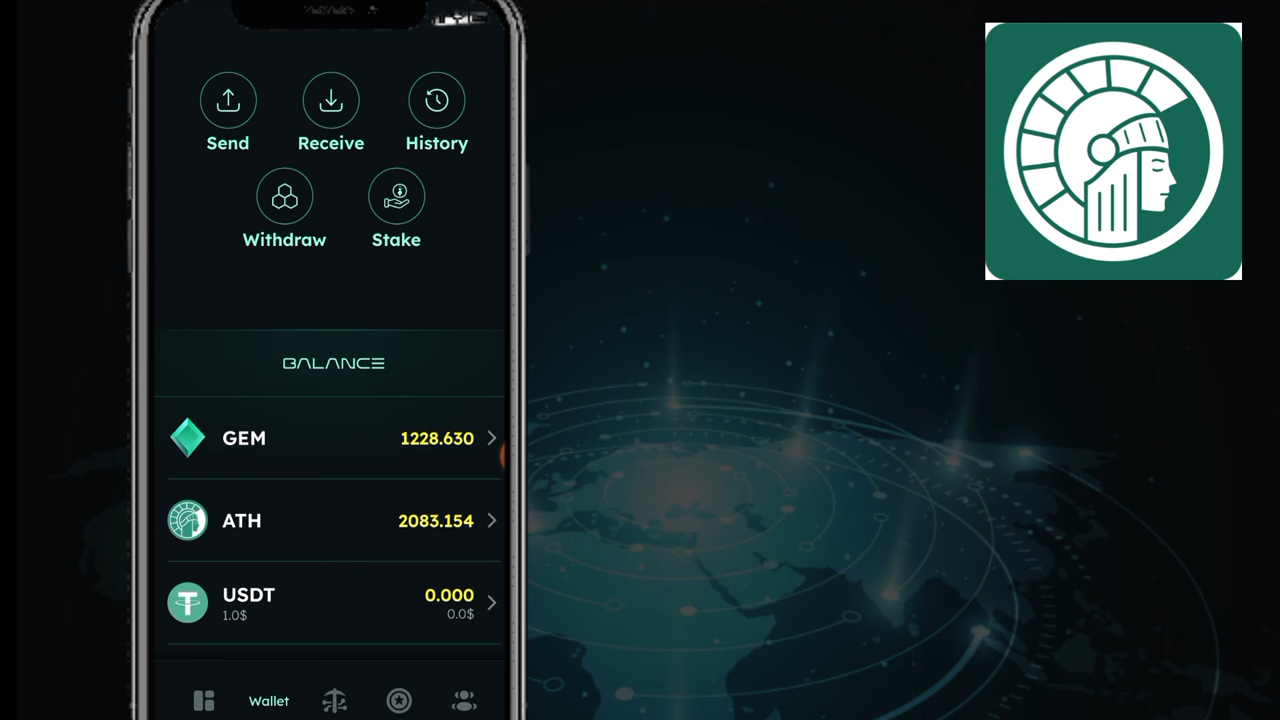 Send Receive History
Withdraw Stake
BALANCE
GEM 1228.630
ATH 2083.154
USDT 0.000
1.0$ 0.0$
Wallet